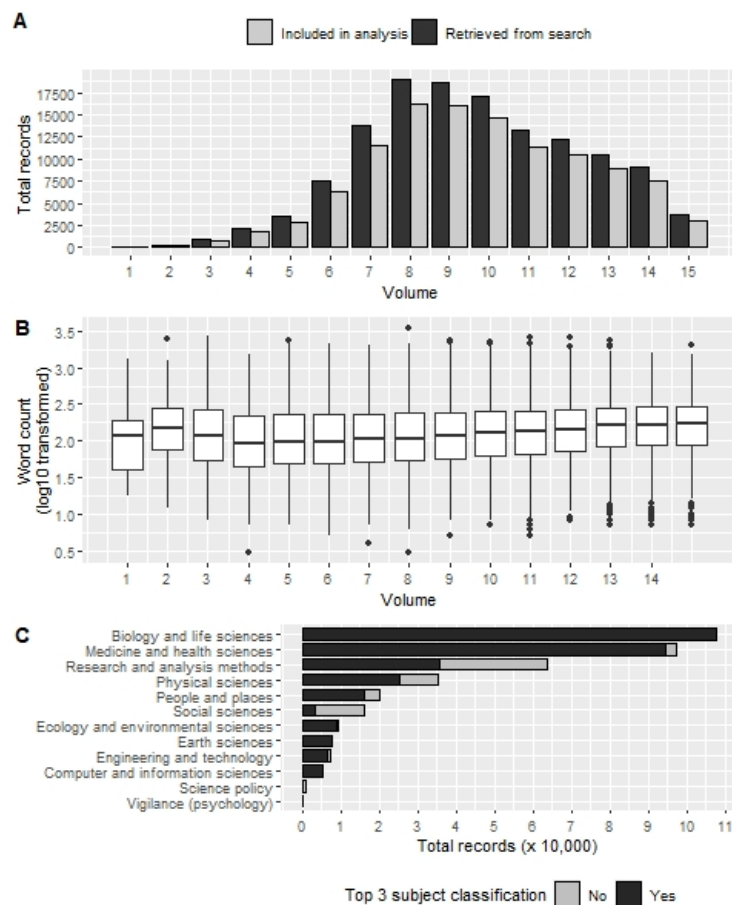 A
Included in analysis Retrieved from search
Total records
17500
15000
12500
10000
7500
5000
2500
0
1 2 3 4 5 6 7 8 9 10 11 12 13 14 15
Volume
B
Word count
(log10 transformed)
3.5
3.0
2.5
2.0
1.5
1.0
0.5
1 2 3 4 5 6 7 8 9 10 11 12 13 14
Volume
C
Biology and life sciences
Medicine and health sciences
Research and analysis methods
Physical sciences
People and places
Social sciences
Ecology and environmental sciences
Earth sciences
Engineering and technology
Computer and information sciences
Science policy
Vigilance (psychology)
0 1 2 3 4 5 6 7 8 9 10 11
Total records (x 10,000)
Top 3 subject classification No Yes